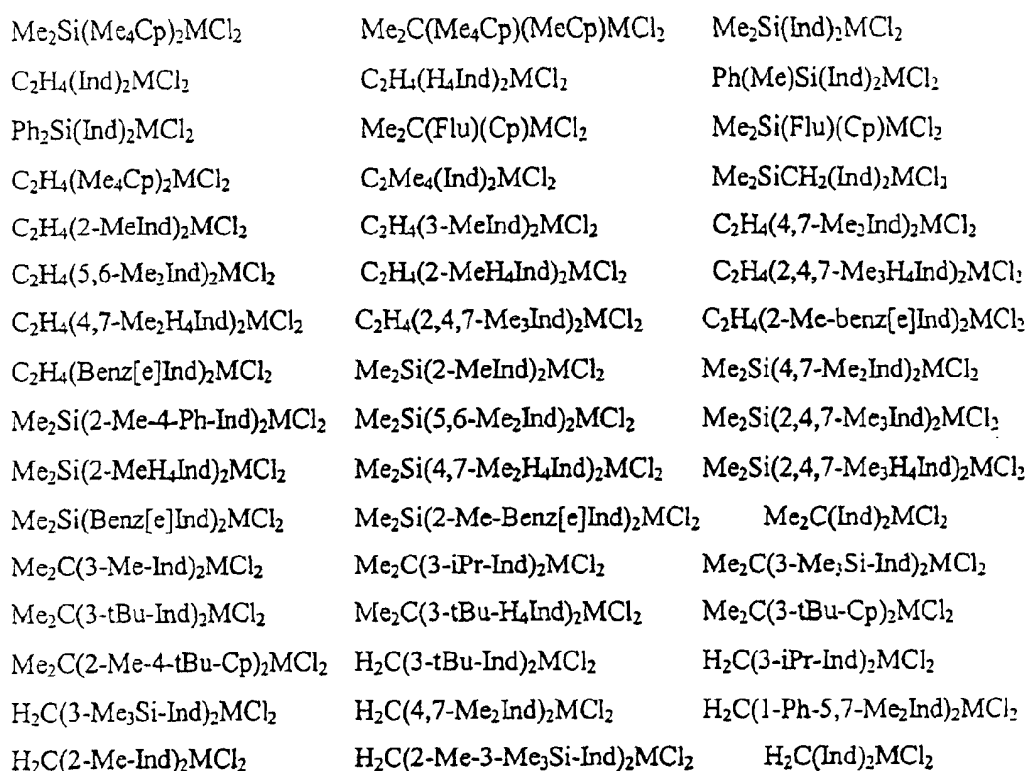 Me₂Si(Me₄Cp)₂MCl₂ Me₂C(Me₄Cp)(MeCp)MCl₂ Me₂Si(Ind)₂MCl₂
C₂H₄(Ind)₂MCl₂ C₂H₄(H₄Ind)₂MCl₂ Ph(Me)Si(Ind)₂MCl₂
Ph₂Si(Ind)₂MCl₂ Me₂C(Flu)(Cp)MCl₂ Me₂Si(Flu)(Cp)MCl₂
C₂H₄(Me₄Cp)₂MCl₂ C₂Me₄(Ind)₂MCl₂ Me₂SiCH₂(Ind)₂MCl₂
C₂H₄(2-MeInd)₂MCl₂ C₂H₄(3-MeInd)₂MCl₂ C₂H₄(4,7-Me₂Ind)₂MCl₂
C₂H₄(5,6-Me₂Ind)₂MCl₂ C₂H₄(2-MeH₄Ind)₂MCl₂ C₂H₄(2,4,7-Me₃H₄Ind)₂MCl₂
C₂H₄(4,7-Me₂H₄Ind)₂MCl₂ C₂H₄(2,4,7-Me₃Ind)₂MCl₂ C₂H₄(2-Me-benz[e]Ind)₂MCl₂
C₂H₄(Benz[e]Ind)₂MCl₂ Me₂Si(2-MeInd)₂MCl₂ Me₂Si(4,7-Me₂Ind)₂MCl₂
Me₂Si(2-Me-4-Ph-Ind)₂MCl₂ Me₂Si(5,6-Me₂Ind)₂MCl₂ Me₂Si(2,4,7-Me₃Ind)₂MCl₂
Me₂Si(2-MeH₄Ind)₂MCl₂ Me₂Si(4,7-Me₂H₄Ind)₂MCl₂ Me₂Si(2,4,7-Me₃H₄Ind)₂MCl₂
Me₂Si(Benz[e]Ind)₂MCl₂ Me₂Si(2-Me-Benz[e]Ind)₂MCl₂ Me₂C(Ind)₂MCl₂
Me₂C(3-Me-Ind)₂MCl₂ Me₂C(3-iPr-Ind)₂MCl₂ Me₂C(3-Me₃Si-Ind)₂MCl₂
Me₂C(3-tBu-Ind)₂MCl₂ Me₂C(3-tBu-H₄Ind)₂MCl₂ Me₂C(3-tBu-Cp)₂MCl₂
Me₂C(2-Me-4-tBu-Cp)₂MCl₂ H₂C(3-tBu-Ind)₂MCl₂ H₂C(3-iPr-Ind)₂MCl₂
H₂C(3-Me₃Si-Ind)₂MCl₂ H₂C(4,7-Me₂Ind)₂MCl₂ H₂C(1-Ph-5,7-Me₂Ind)₂MCl₂
H₂C(2-Me-Ind)₂MCl₂ H₂C(2-Me-3-Me₃Si-Ind)₂MCl₂ H₂C(Ind)₂MCl₂